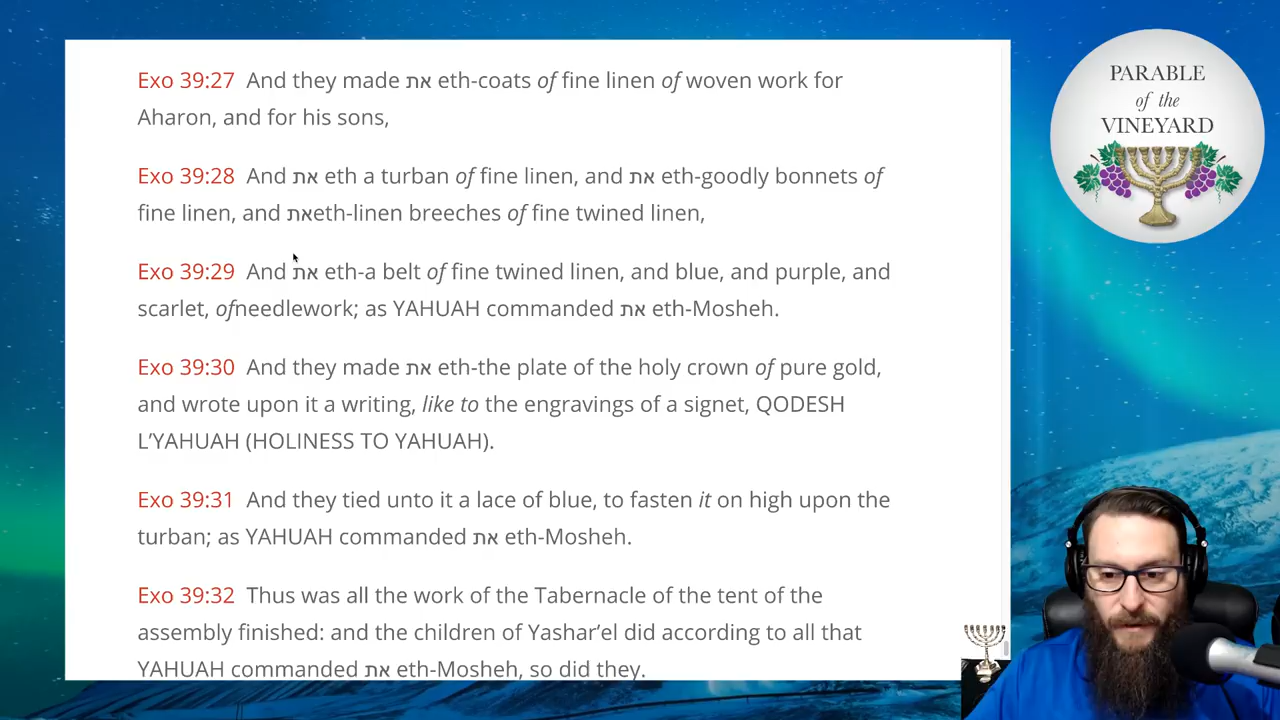 Exo 39:27 And they made את eth-coats of fine linen of woven work for
Aharon, and for his sons,
Exo 39:28 And את eth a turban of fine linen, and את eth-goodly bonnets of
fine linen, and אתeth-linen breeches of fine twined linen,
Exo 39:29 And את eth-a belt of fine twined linen, and blue, and purple, and
scarlet, ofneedlework; as YAHUAH commanded את eth-Mosheh.
Exo 39:30 And they made את eth-the plate of the holy crown of pure gold,
and wrote upon it a writing, like to the engravings of a signet, QODESH
L’YAHUAH (HOLINESS TO YAHUAH).
Exo 39:31 And they tied unto it a lace of blue, to fasten it on high upon the
turban; as YAHUAH commanded את eth-Mosheh.
Exo 39:32 Thus was all the work of the Tabernacle of the tent of the
assembly finished: and the children of Yashar’el did according to all that
YAHUAH commanded את eth-Mosheh, so did they.
PARABLE
of the
VINEYARD